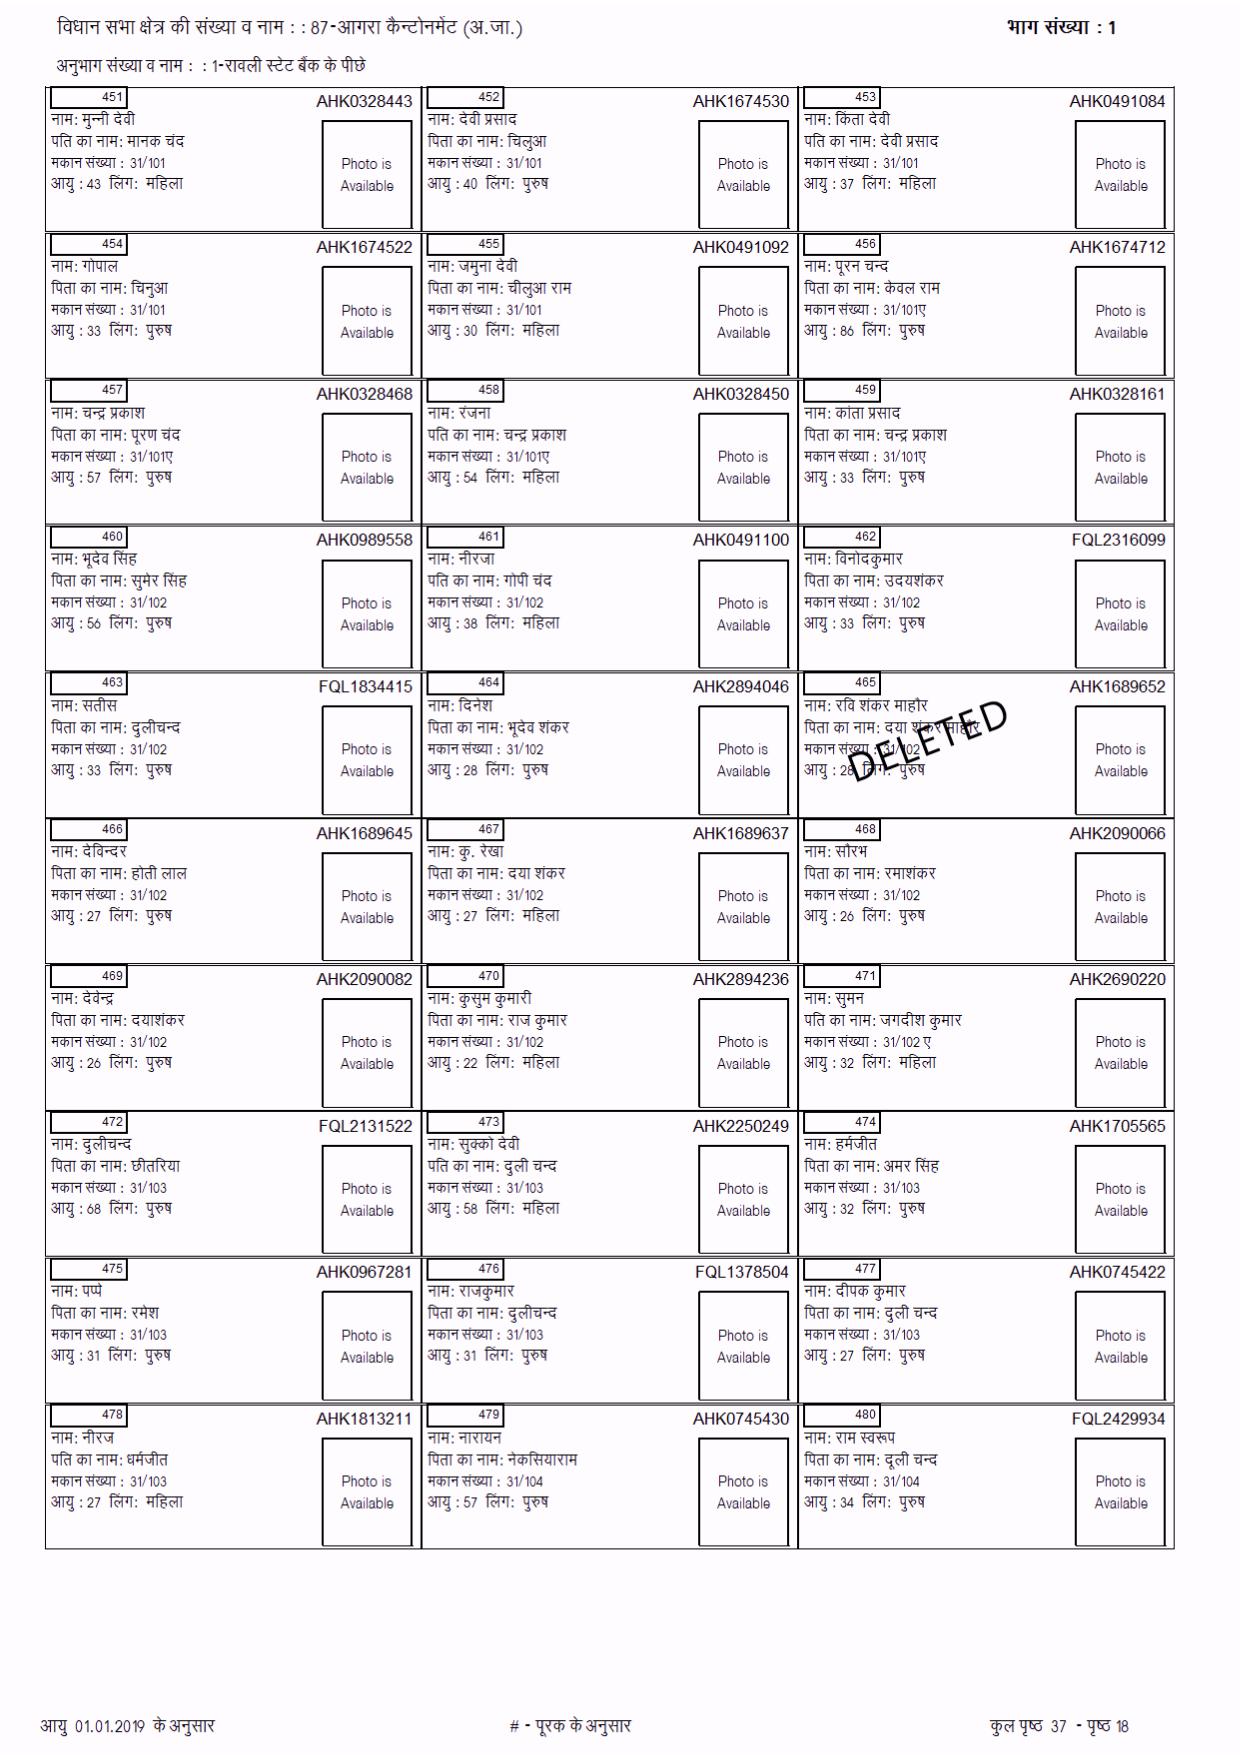 विधान सभा क्षेत्र की संख्या व नाम : : 87-आगरा कैन्टोनमेंट (अ.जा.)
भाग संख्या : 1
अनुभाग संख्या व नाम : : 1-रावली स्टेट बैंक के पीछे
451
AHK0328443
नाम: मुन्नी देवी
पति का नाम: मानक चंद
मकान संख्या : 31/101
आयु : 43 लिंग: महिला
Photo is
Available
452
AHK1674530
नाम: देवी प्रसाद
पिता का नाम: चिलुआ
मकान संख्या : 31/101
आयु : 40 लिंग: पुरुष
Photo is
Available
453
AHK0491084
नाम: किंता देवी
पति का नाम: देवी प्रसाद
मकान संख्या : 31/101
आयु : 37 लिंग: महिला
Photo is
Available
454
AHK1674522
नाम: गोपाल
पिता का नाम: चिनुआ
मकान संख्या : 31/101
आयु : 33 लिंग: पुरुष
Photo is
Available
455
AHK0491092
नाम: जमुना देवी
पिता का नाम: चीलुआ राम
मकान संख्या : 31/101
आयु : 30 लिंग: महिला
Photo is
Available
456
AHK1674712
नाम: पूरन चन्द
पिता का नाम: केवल राम
मकान संख्या : 31/101ए
आयु : 86 लिंग: पुरुष
Photo is
Available
457
AHK0328468
नाम: चन्द्र प्रकाश
पिता का नाम: पूरण चंद
मकान संख्या : 31/101ए
आयु : 57 लिंग: पुरुष
Photo is
Available
458
AHK0328450
नाम: रंजना
पति का नाम: चन्द्र प्रकाश
मकान संख्या : 31/101ए
आयु : 54 लिंग: महिला
Photo is
Available
459
AHK0328161
नाम: कांता प्रसाद
पिता का नाम: चन्द्र प्रकाश
मकान संख्या : 31/101ए
आयु : 33 लिंग: पुरुष
Photo is
Available
460
AHK0989558
नाम: भूदेव सिंह
पिता का नाम: सुमेर सिंह
मकान संख्या : 31/102
आयु : 56 लिंग: पुरुष
Photo is
Available
461
AHK0491100
नाम: नीरजा
पति का नाम: गोपी चंद
मकान संख्या : 31/102
आयु : 38 लिंग: महिला
Photo is
Available
462
FQL2316099
नाम: विनोदकुमार
पिता का नाम: उदयशंकर
मकान संख्या : 31/102
आयु : 33 लिंग: पुरुष
Photo is
Available
463
FQL1834415
नाम: सतीस
पिता का नाम: दुलीचन्द
मकान संख्या : 31/102
आयु : 33 लिंग: पुरुष
Photo is
Available
464
AHK2894046
नाम: दिनेश
पिता का नाम: भूदेव शंकर
मकान संख्या : 31/102
आयु : 28 लिंग: पुरुष
Photo is
Available
465
AHK1689652
नाम: रवि शंकर माहौर
पिता का नाम: दया शंकर माहौर
मकान संख्या : 31/102
आयु : 28 लिंग: पुरुष
DELETED
Photo is
Available
466
AHK1689645
नाम: देविन्दर
पिता का नाम: होती लाल
मकान संख्या : 31/102
आयु : 27 लिंग: पुरुष
Photo is
Available
467
AHK1689637
नाम: कु. रेखा
पिता का नाम: दया शंकर
मकान संख्या : 31/102
आयु : 27 लिंग: महिला
Photo is
Available
468
AHK2090066
नाम: सौरभ
पिता का नाम: रमाशंकर
मकान संख्या : 31/102
आयु : 26 लिंग: पुरुष
Photo is
Available
469
AHK2090082
नाम: देवेन्द्र
पिता का नाम: दयाशंकर
मकान संख्या : 31/102
आयु : 26 लिंग: पुरुष
Photo is
Available
470
AHK2894236
नाम: कुसुम कुमारी
पिता का नाम: राज कुमार
मकान संख्या : 31/102
आयु : 22 लिंग: महिला
Photo is
Available
471
AHK2690220
नाम: सुमन
पति का नाम: जगदीश कुमार
मकान संख्या : 31/102 ए
आयु : 32 लिंग: महिला
Photo is
Available
472
FQL2131522
नाम: दुलीचन्द
पिता का नाम: छीतरिया
मकान संख्या : 31/103
आयु : 68 लिंग: पुरुष
Photo is
Available
473
AHK2250249
नाम: सुक्को देवी
पति का नाम: दुली चन्द
मकान संख्या : 31/103
आयु : 58 लिंग: महिला
Photo is
Available
474
AHK1705565
नाम: हर्मजीत
पिता का नाम: अमर सिंह
मकान संख्या : 31/103
आयु : 32 लिंग: पुरुष
Photo is
Available
475
AHK0967281
नाम: पप्पे
पिता का नाम: रमेश
मकान संख्या : 31/103
आयु : 31 लिंग: पुरुष
Photo is
Available
476
FQL1378504
नाम: राजकुमार
पिता का नाम: दुलीचन्द
मकान संख्या : 31/103
आयु : 31 लिंग: पुरुष
Photo is
Available
477
AHK0745422
नाम: दीपक कुमार
पिता का नाम: दुली चन्द
मकान संख्या : 31/103
आयु : 27 लिंग: पुरुष
Photo is
Available
478
AHK1813211
नाम: नीरज
पति का नाम: धर्मजीत
मकान संख्या : 31/103
आयु : 27 लिंग: महिला
Photo is
Available
479
AHK0745430
नाम: नारायन
पिता का नाम: नेकसियाराम
मकान संख्या : 31/104
आयु : 57 लिंग: पुरुष
Photo is
Available
480
FQL2429934
नाम: राम स्वरूप
पिता का नाम: दूली चन्द
मकान संख्या : 31/104
आयु : 34 लिंग: पुरुष
Photo is
Available
आयु 01.01.2019 के अनुसार
# - पूरक के अनुसार
कुल पृष्ठ 37 - पृष्ठ 18